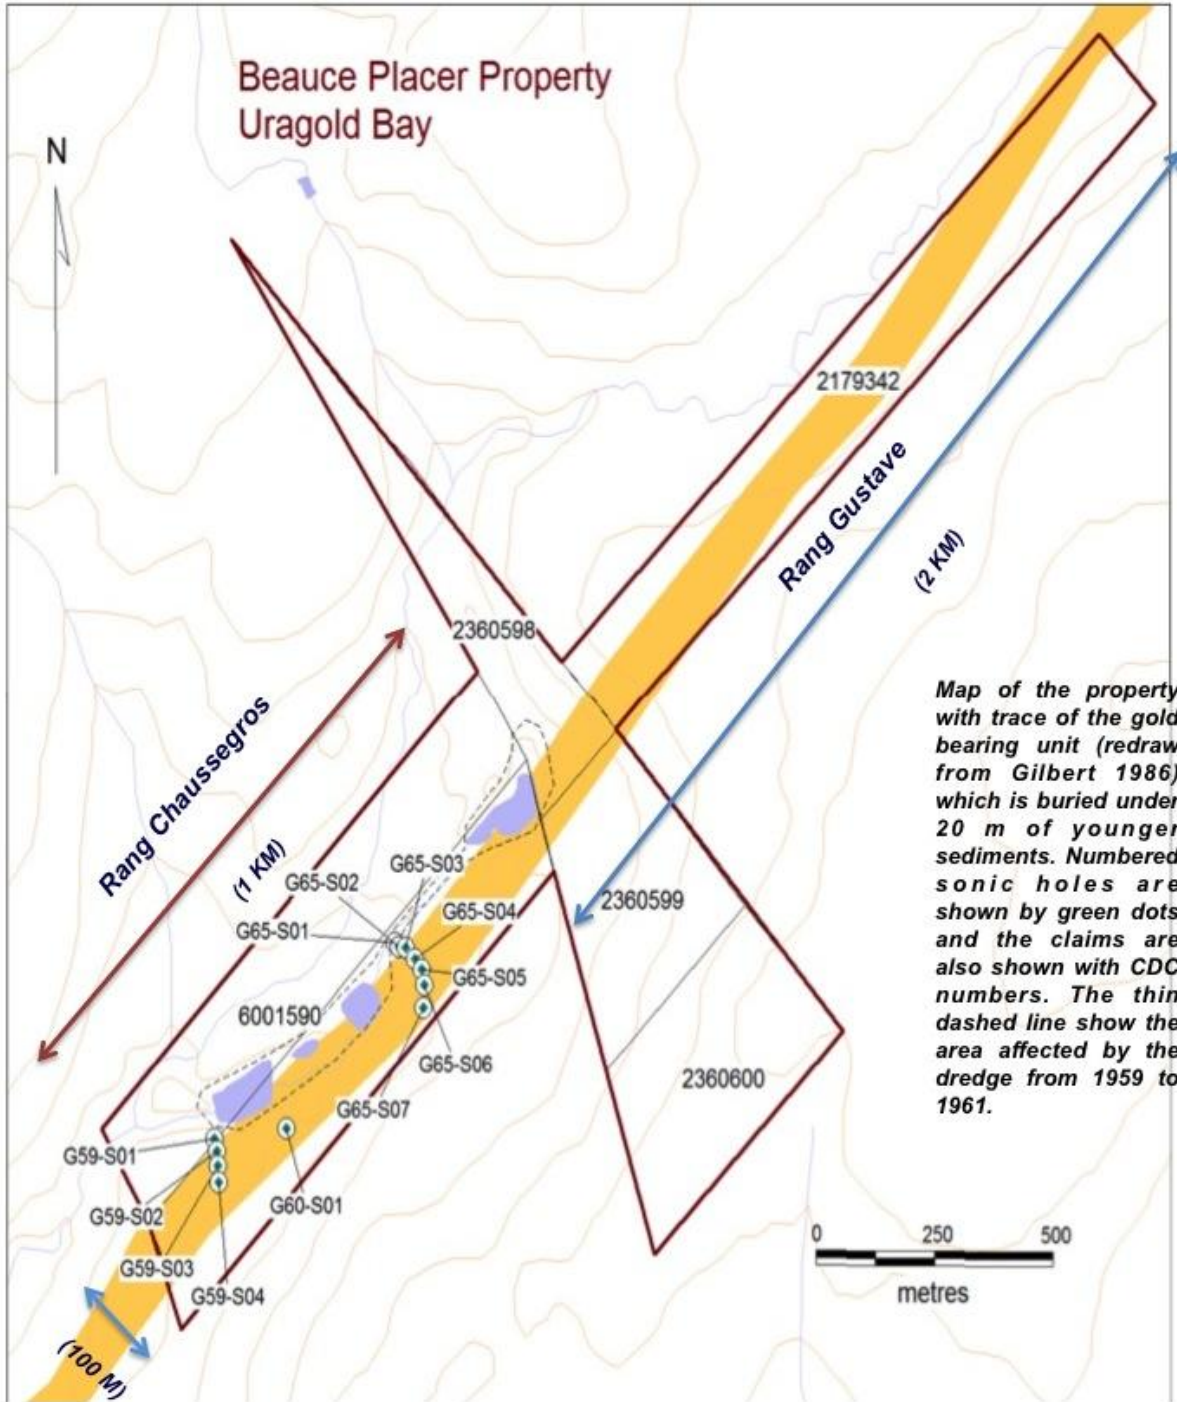 Beauce Placer Property
Uragold Bay
N
2179342
Rang Gustave
(2 KM)
2360598
Rang Chaussegros
(1 KM)
Map of the property
with trace of the gold
bearing unit (redraw
from Gilbert 1986)
which is buried under
20 m of younger
sediments. Numbered
sonic holes are
shown by green dots
and the claims are
also shown with CDC
numbers. The thin
dashed line show the
area affected by the
dredge from 1959 to
1961.
G65-S03
G65-S02
G65-S04
2360599
G65-S01
G65-S05
6001590
G65-S06
2360600
G65-S07
G59-S01
G60-S01
G59-S02
G59-S03
G59-S04
0 250 500
metres
(100 M)